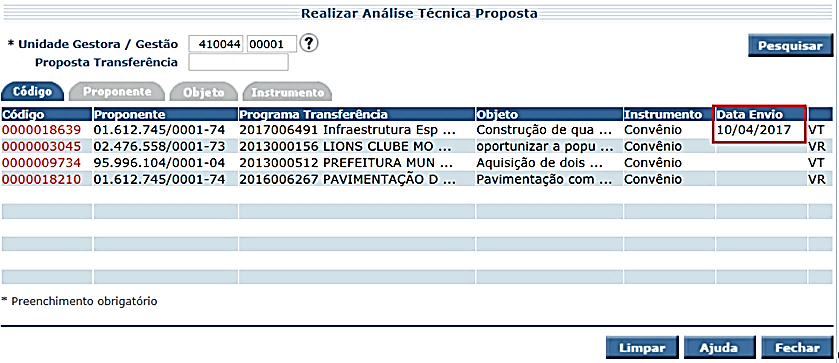 Realizar Análise Técnica Proposta
* Unidade Gestora / Gestão 410044 00001 ?
Pesquisar
Proposta Transferência
Código Proponente Objeto Instrumento
Código Proponente Programa Transferência Objeto Instrumento Data Envio
0000018639 01.612.745/0001-74 2017006491 Infraestrutura Esp ... Construção de qua ... Convênio 10/04/2017 VT
0000003045 02.476.558/0001-73 2013000156 LIONS CLUBE MO ... oportunizar a popu ... Convênio VR
0000009734 95.996.104/0001-04 2013000512 PREFEITURA MUN ... Aquisição de dois ... Convênio VT
0000018210 01.612.745/0001-74 2016006267 PAVIMENTAÇÃO D ... Pavimentação com ... Convênio VR
* Preenchimento obrigatório
Limpar Ajuda Fechar